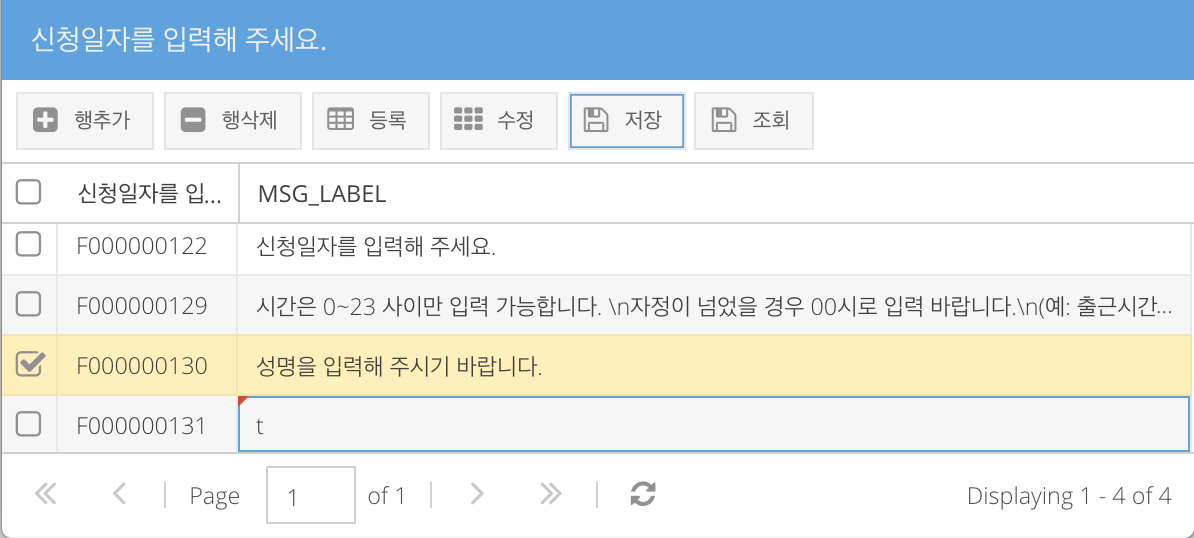 신청일자를 입력해 주세요.
행추가 행삭제 등록 수정 저장 조회
신청일자를 입... MSG_LABEL
F000000122 신청일자를 입력해 주세요.
F000000129 시간은 0~23 사이만 입력 가능합니다. \n자정이 넘었을 경우 00시로 입력 바랍니다.\n(예: 출근시간...
F000000130 성명을 입력해 주시기 바랍니다.
F000000131 t
Page 1 of 1 Displaying 1 - 4 of 4